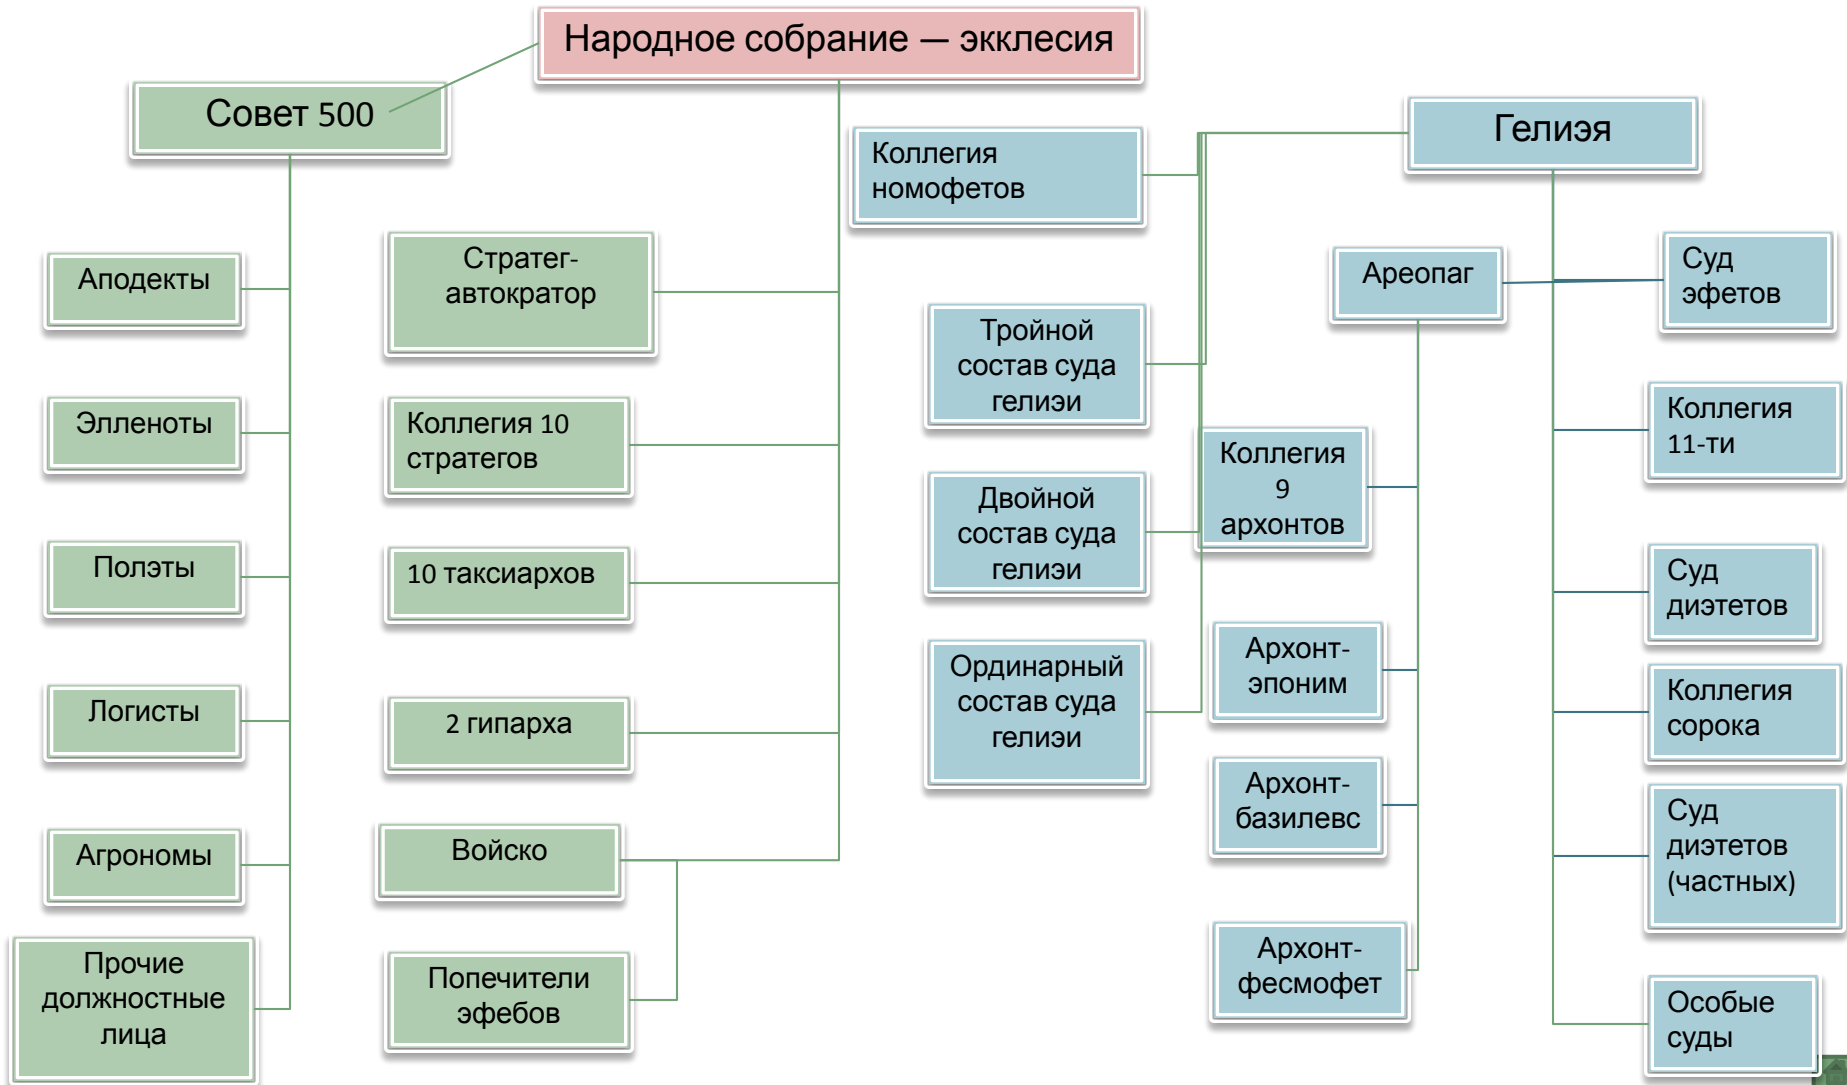 Народное собрание — экклесия
Совет 500
Аподекты
Элленоты
Полэты
Логисты
Агрономы
Прочие
должностные
лица
Стратег-
автократор
Коллегия 10
стратегов
10 таксиархов
2 гипарха
Войско
Попечители
эфебов
Гелиэя
Коллегия
номофетов
Тройной
состав суда
гелиэи
Двойной
состав суда
гелиэи
Ординарный
состав суда
гелиэи
Ареопаг
Коллегия
9
архонтов
Архонт-
эпоним
Архонт-
базилевс
Архонт-
фесмофет
Суд
эфетов
Коллегия
11-ти
Суд
диэтетов
Коллегия
сорока
Суд
диэтетов
(частных)
Особые
суды